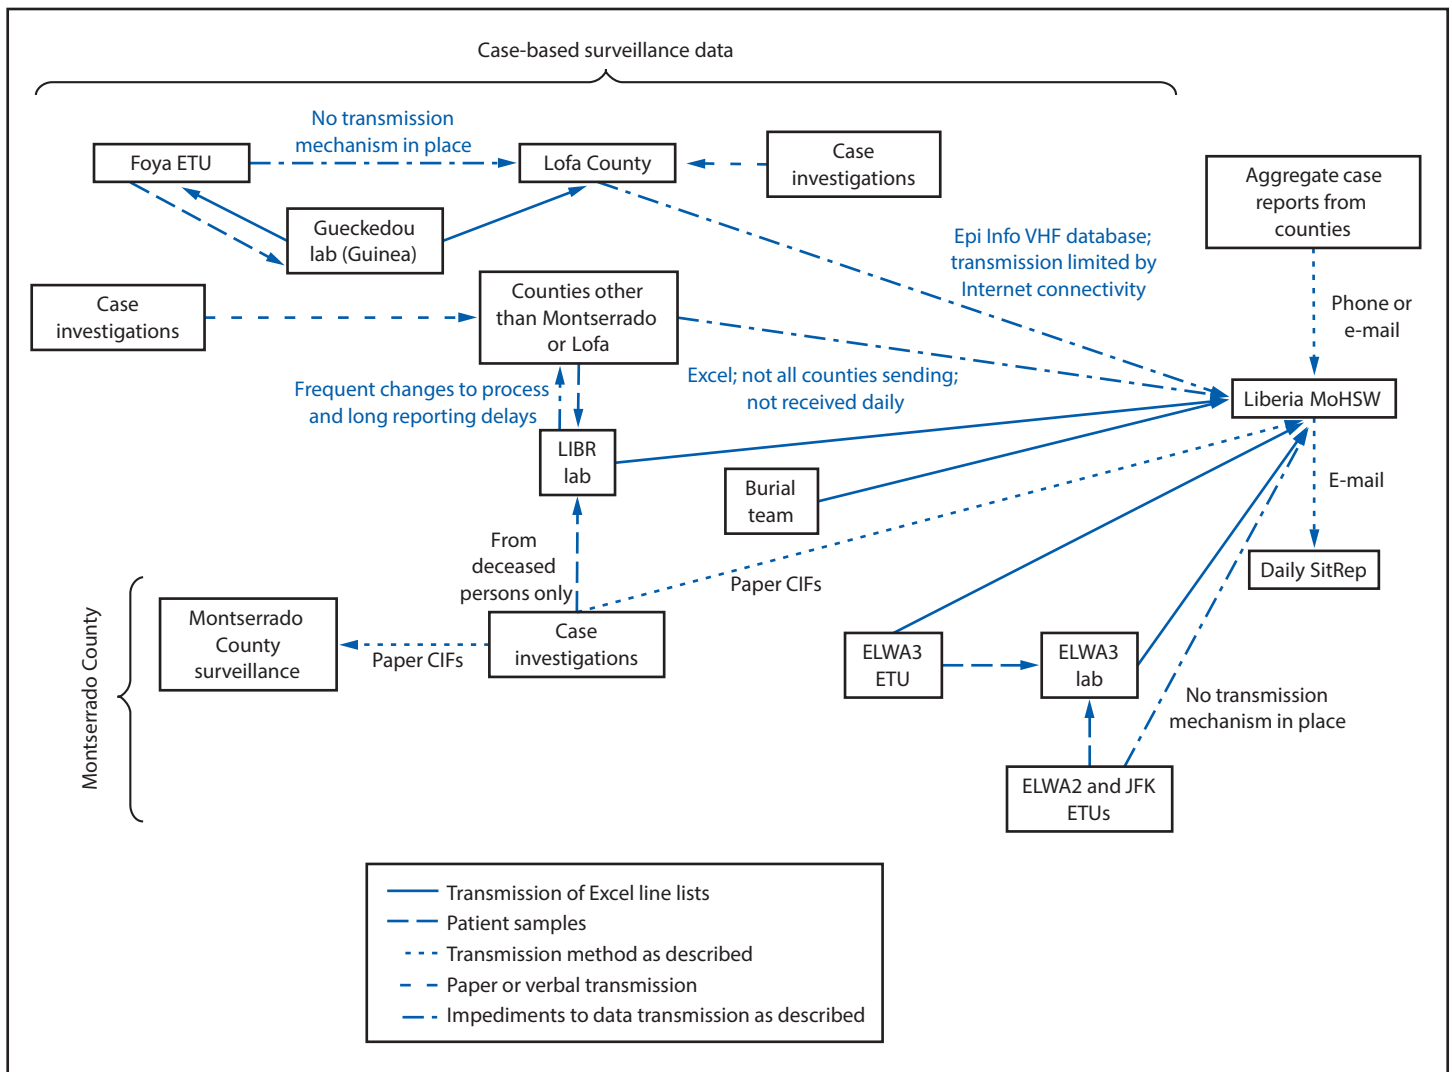 Case-based surveillance data
No transmission
mechanism in place
Foya ETU
Lofa County
Case
investigations
Aggregate case
reports from
counties
Gueckedou
lab (Guinea)
Epi Info VHF database;
transmission limited by
Internet connectivity
Case
investigations
Counties other
than Montserrado
or Lofa
Phone or
e-mail
Frequent changes to process
and long reporting delays
Excel; not all counties sending;
not received daily
Liberia MoHSW
LIBR
lab
Burial
team
E-mail
From
deceased
persons only
Paper CIFs
Daily SitRep
Montserrado County
Montserrado
County
surveillance
Paper CIFs
Case
investigations
ELWA3
ETU
ELWA3
lab
No transmission
mechanism in place
ELWA2 and JFK
ETUs
Transmission of Excel line lists
Patient samples
Transmission method as described
Paper or verbal transmission
Impediments to data transmission as described